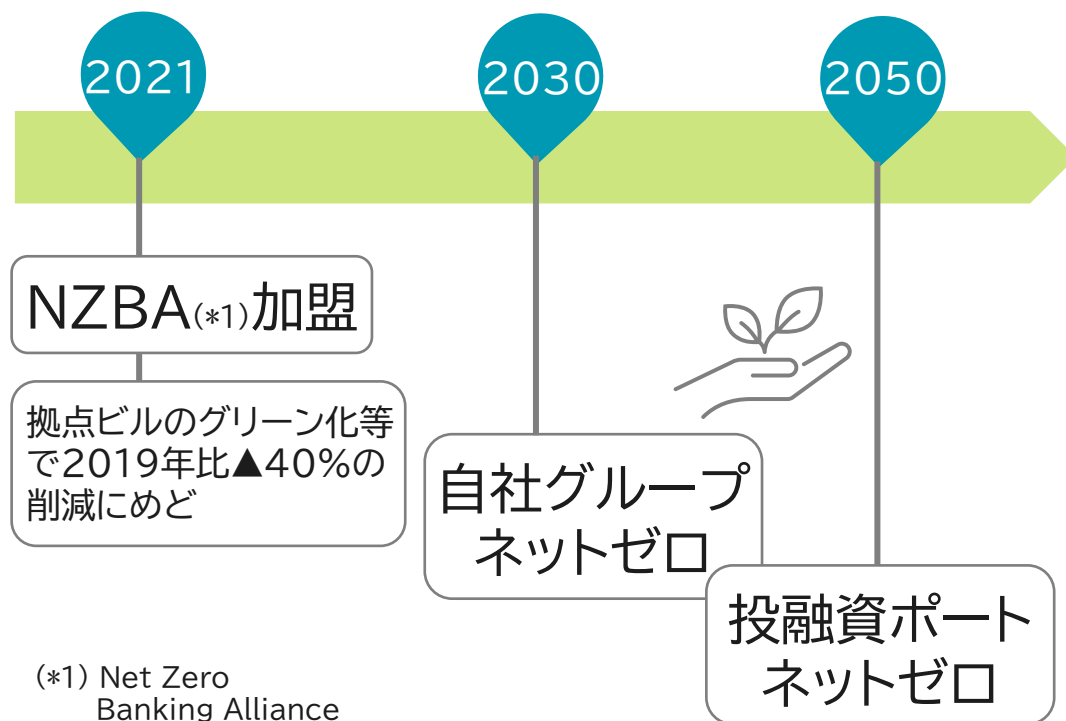 2021
2030
2050
NZBA(*1)加盟
拠点ビルのグリーン化等
で2019年比▲40%の
削減にめど
自社グループ
ネットゼロ
投融資ポート
ネットゼロ
(*1) Net Zero
Banking Alliance